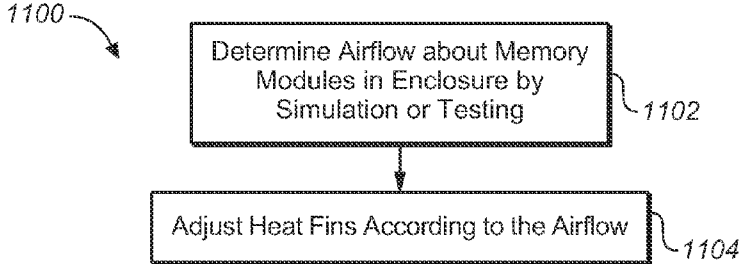 1100
Determine Airflow about Memory
Modules in Enclosure by
Simulation or Testing
1102
Adjust Heat Fins According to the Airflow
1104